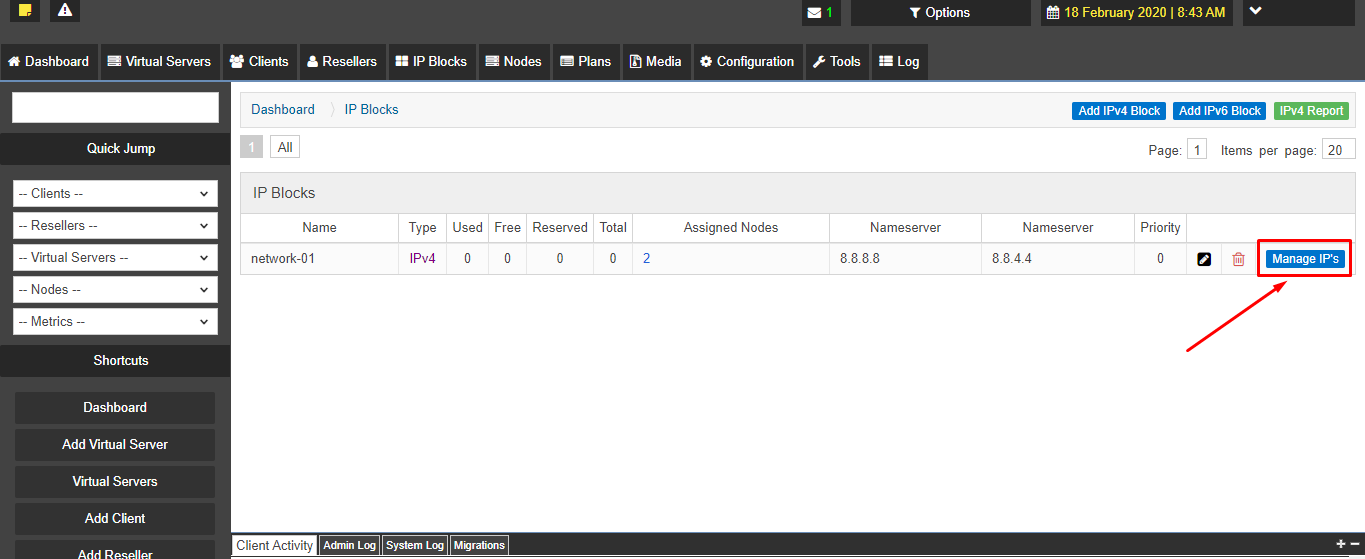 1
Options
18 February 2020 | 8:43 AM
Dashboard Virtual Servers Clients Resellers IP Blocks Nodes Plans Media Configuration Tools Log
Quick Jump
-- Clients --
-- Resellers --
-- Virtual Servers --
-- Nodes --
-- Metrics --
Shortcuts
Dashboard
Add Virtual Server
Virtual Servers
Add Client
Add Reseller
Dashboard IP Blocks Add IPv4 Block Add IPv6 Block IPv4 Report
1 All Page: 1 Items per page: 20
IP Blocks
Name Type Used Free Reserved Total Assigned Nodes Nameserver Nameserver Priority
network-01 IPv4 0 0 0 0 2 8.8.8.8 8.8.4.4 0 Manage IP's
Client Activity Admin Log System Log Migrations